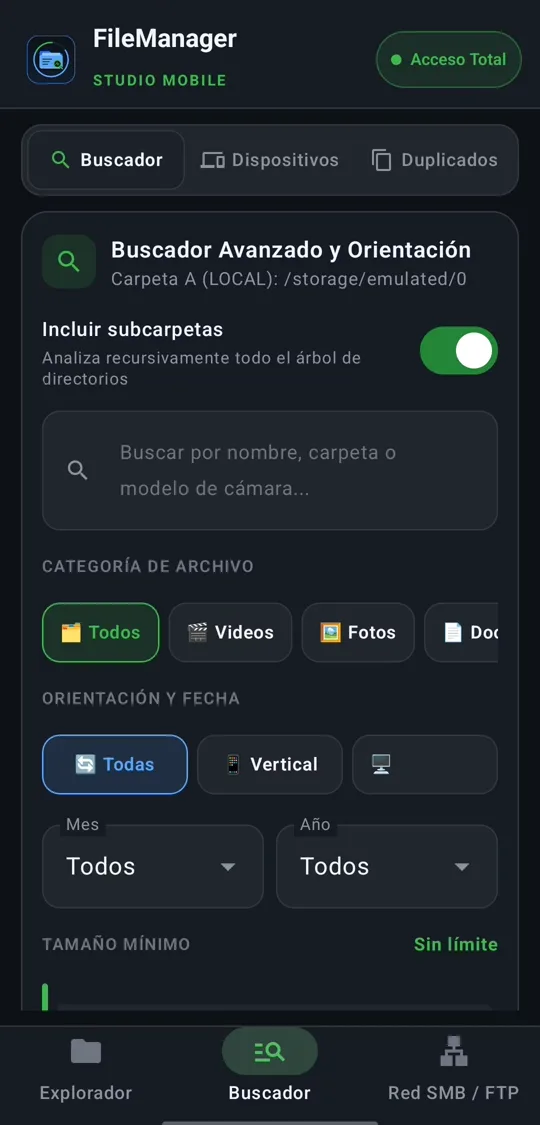 FileManager
STUDIO MOBILE
Acceso Total
Buscador
Dispositivos
Duplicados
Buscador Avanzado y Orientación
Carpeta A (LOCAL): /storage/emulated/0
Incluir subcarpetas
Analiza recursivamente todo el árbol de
directorios
Buscar por nombre, carpeta o
modelo de cámara...
CATEGORÍA DE ARCHIVO
Todos
Videos
Fotos
Doc
ORIENTACIÓN Y FECHA
Todas
Vertical
Mes
Todos
Año
Todos
TAMAÑO MÍNIMO
Sin límite
Explorador
Buscador
Red SMB / FTP